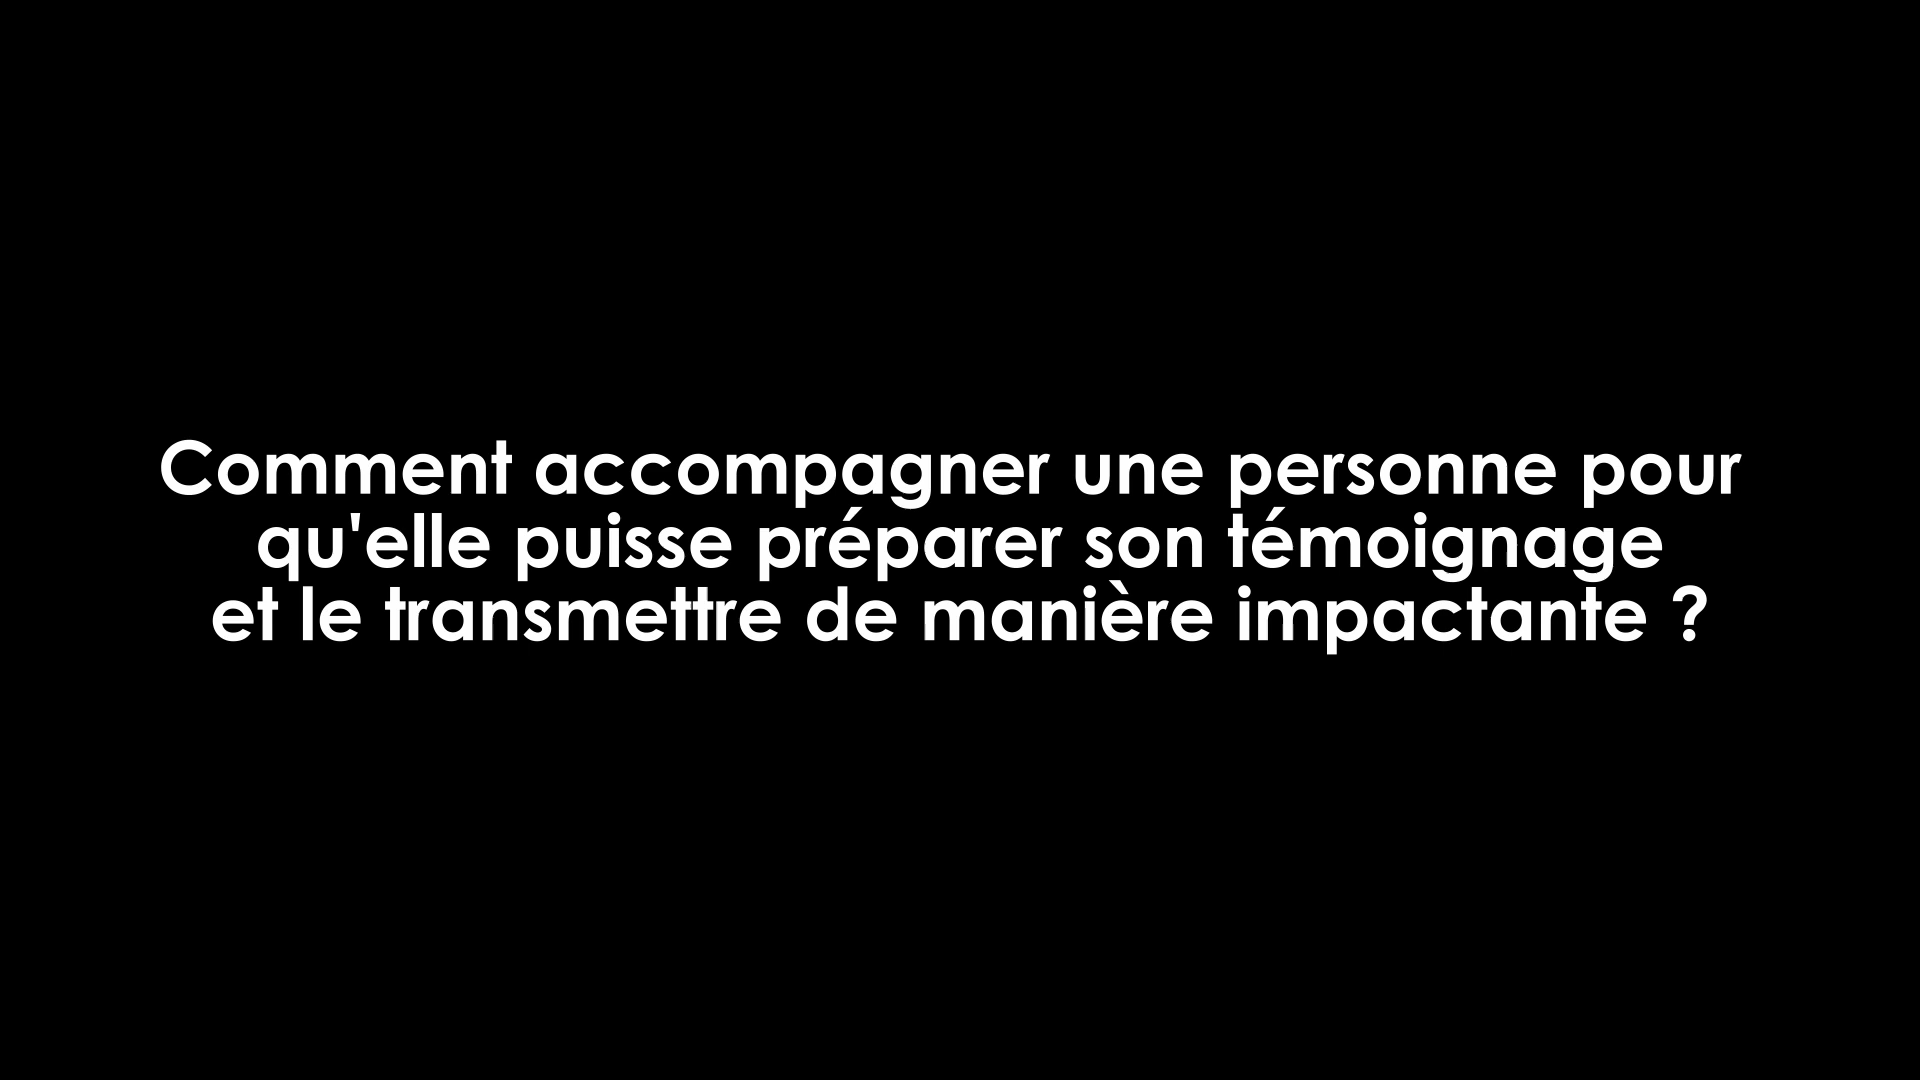 Comment accompagner une personne pour
qu'elle puisse préparer son témoignage
et le transmettre de manière impactante ?